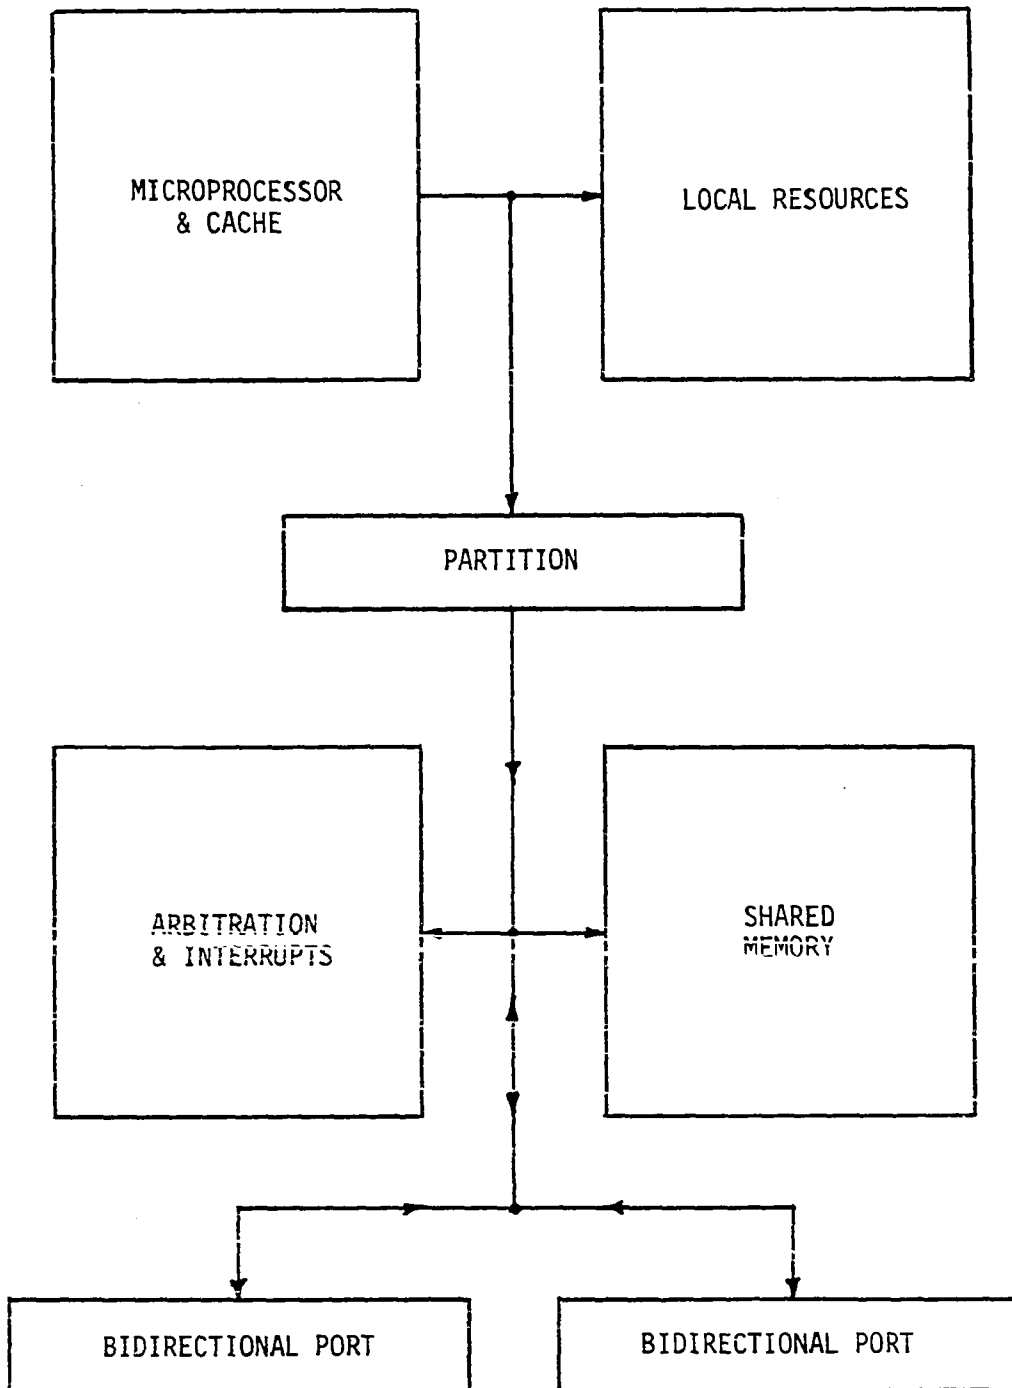 MICROPROCESSOR
& CACHE
LOCAL RESOURCES
PARTITION
ARBITRATION
& INTERRUPTS
SHARED
MEMORY
BIDIRECTIONAL PORT
BIDIRECTIONAL PORT